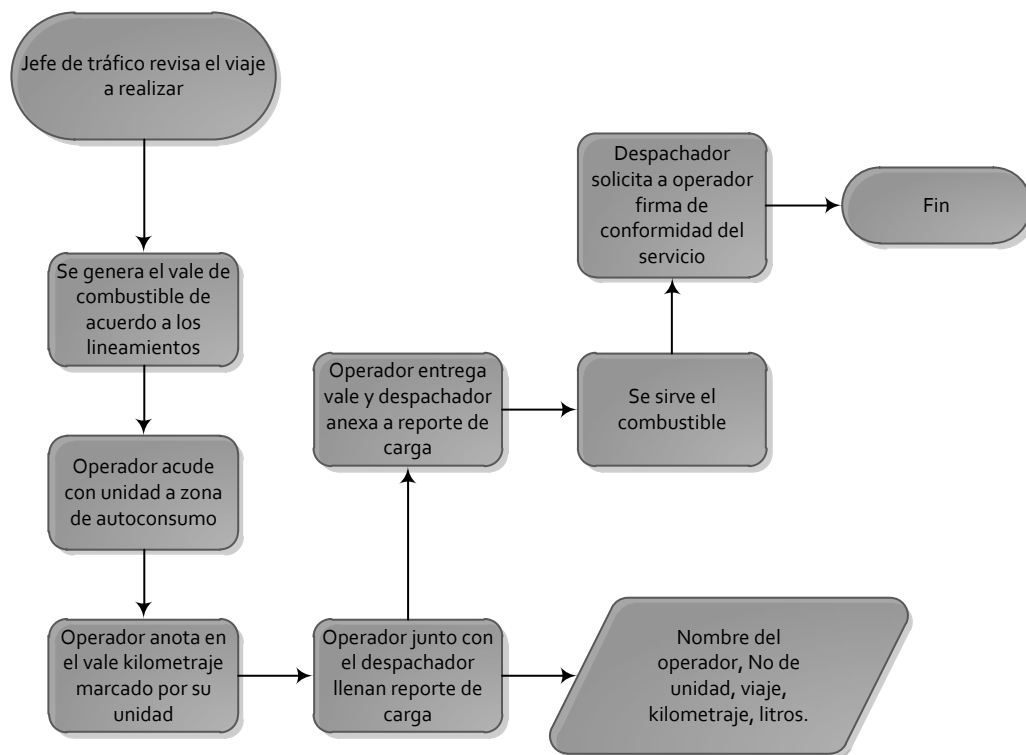 Jefe de tráfico revisa el viaje
a realizar
Se genera el vale de
combustible de
acuerdo a los
lineamientos
Operador acude
con unidad a zona
de autoconsumo
Operador anota en
el vale kilometraje
marcado por su
unidad
Operador junto con
el despachador
llenan reporte de
carga
Nombre del
operador, No de
unidad, viaje,
kilometraje, litros.
Operador entrega
vale y despachador
anexa a reporte de
carga
Se sirve el
combustible
Despachador
solicita a operador
firma de
conformidad del
servicio
Fin